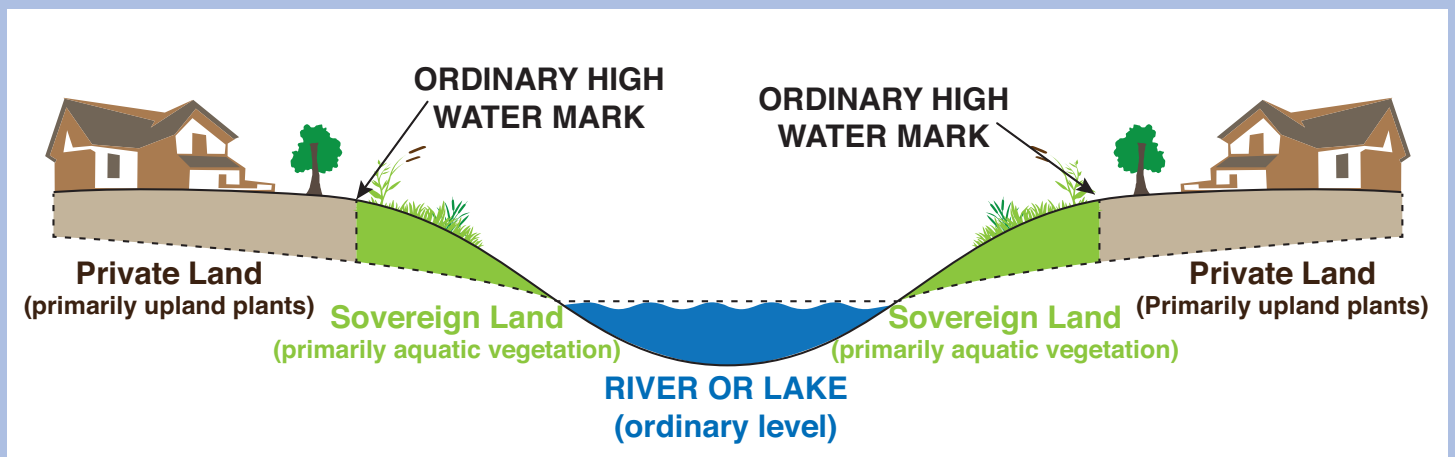 ORDINARY HIGH
WATER MARK
ORDINARY HIGH
WATER MARK
Private Land
(primarily upland plants)
Sovereign Land
(primarily aquatic vegetation)
RIVER OR LAKE
(ordinary level)
Sovereign Land
(primarily aquatic vegetation)
Private Land
(Primarily upland plants)